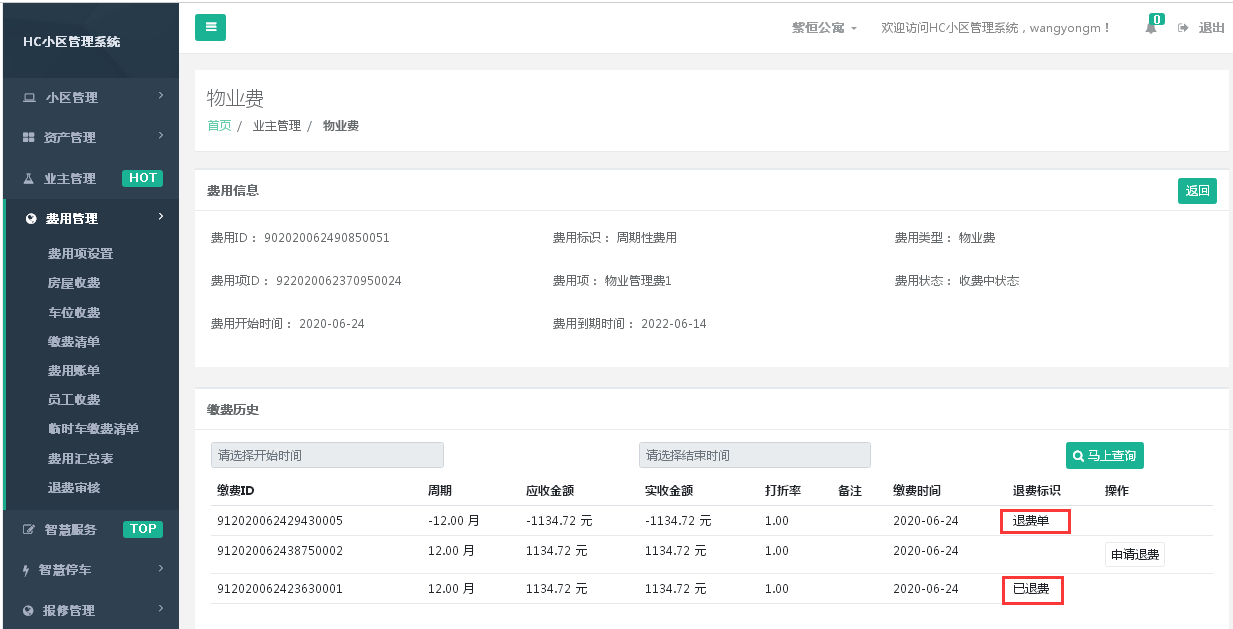 HC小区管理系统
紫恒公寓
欢迎访问HC小区管理系统，wangyongm！
0
退出
小区管理
资产管理
业主管理 HOT
费用管理
费用项设置
房屋收费
车位收费
缴费清单
费用账单
员工收费
临时车缴费清单
费用汇总表
退费审核
智慧服务 TOP
智慧停车
报修管理
物业费
首页 / 业主管理 / 物业费
费用信息
返回
费用ID： 902020062490850051 费用标识： 周期性费用 费用类型： 物业费
费用项ID： 922020062370950024 费用项： 物业管理费1 费用状态： 收费中状态
费用开始时间： 2020-06-24 费用到期时间： 2022-06-14
缴费历史
请选择开始时间 请选择结束时间 马上查询
缴费ID 周期 应收金额 实收金额 打折率 备注 缴费时间 退费标识 操作
912020062429430005 -12.00 月 -1134.72 元 -1134.72 元 1.00 2020-06-24 退费单
912020062438750002 12.00 月 1134.72 元 1134.72 元 1.00 2020-06-24 申请退费
912020062423630001 12.00 月 1134.72 元 1134.72 元 1.00 2020-06-24 已退费